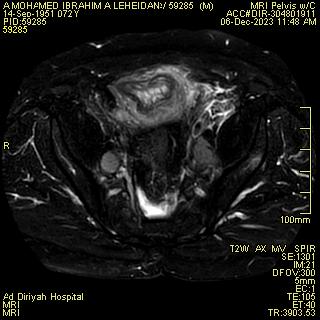 A MOHAMED IBRAHIM A LEHEIDAN:/ 59285 (M)
14-Sep-1951 072Y
PID:59285
59285
MRI Pelvis w/C
ACC#DIR-304801911
06-Dec-2023 11:48 AM
R
100mm
T2W AX MV SPIR
SE:1301
IM:21
DFOV:300
5mm
EC:1
TE:105
ET:40
TR:3903.53
Ad Diriyah Hospital
MRI
MRI